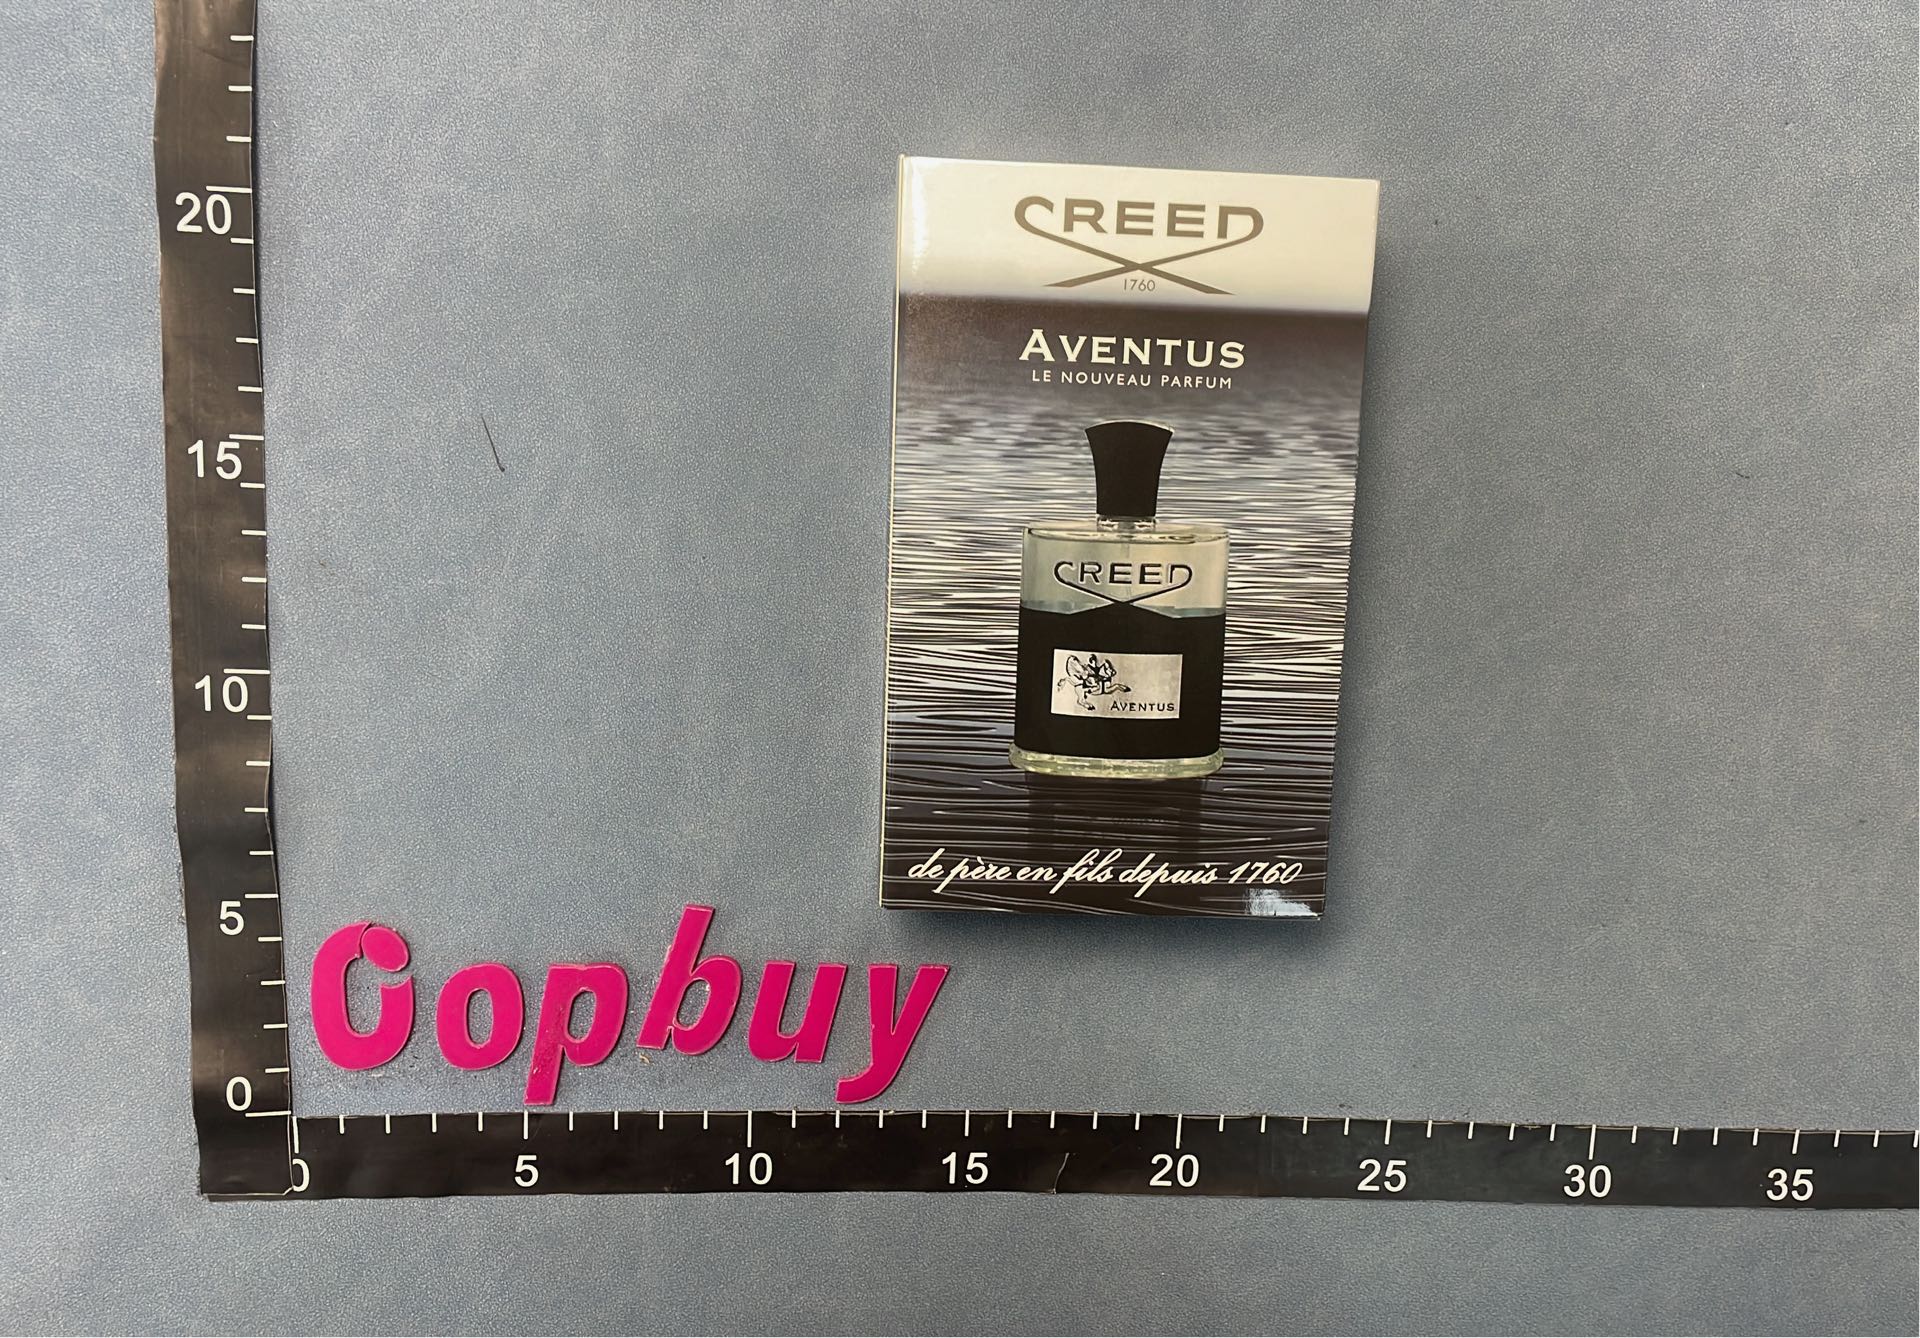 CREED
1760
AVENTUS
LE NOUVEAU PARFUM
CREED
AVENTUS
de père en fils depuis 1760
20
15
10
5
0
Oopbuy
0 5 10 15 20 25 30 35